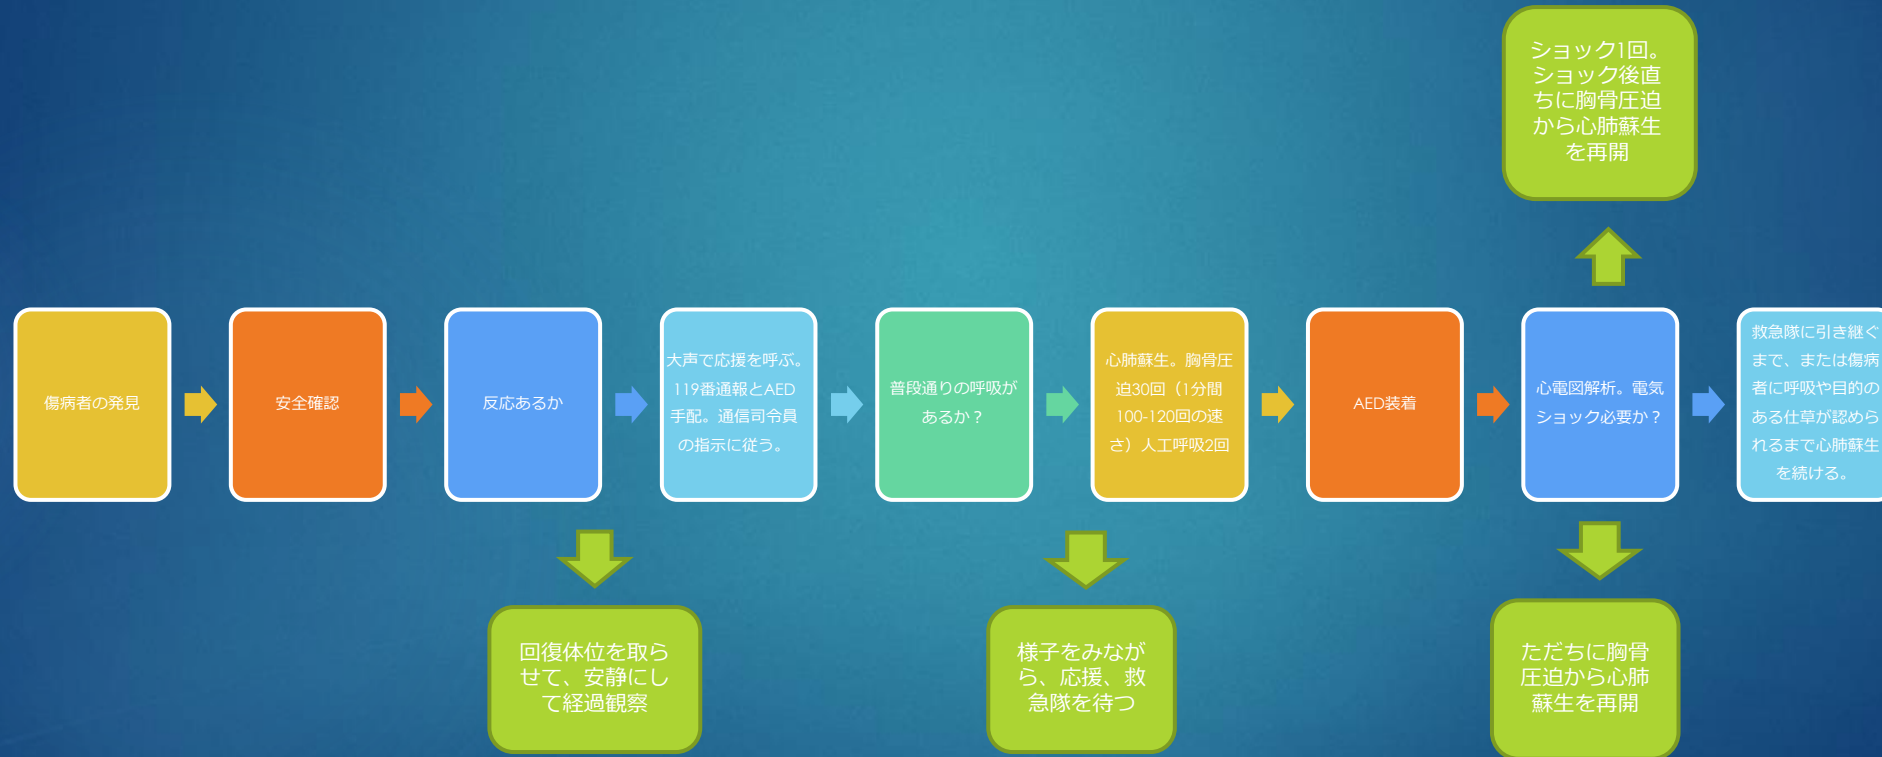 ショック1回。
ショック後直
ちに胸骨圧迫
から心肺蘇生
を再開
傷病者の発見
安全確認
反応あるか
大声で応援を呼ぶ。
119番通報とAED
手配。通信司令員
の指示に従う。
普段通りの呼吸が
あるか？
心肺蘇生。胸骨圧
迫30回（1分間
100-120回の速
さ）人工呼吸2回
AED装着
心電図解析。電気
ショック必要か？
救急隊に引き継ぐ
まで、または傷病
者に呼吸や目的の
ある仕草が認めら
れるまで心肺蘇生
を続ける。
回復体位を取ら
せて、安静にし
て経過観察
様子をみなが
ら、応援、救
急隊を待つ
ただちに胸骨
圧迫から心肺
蘇生を再開